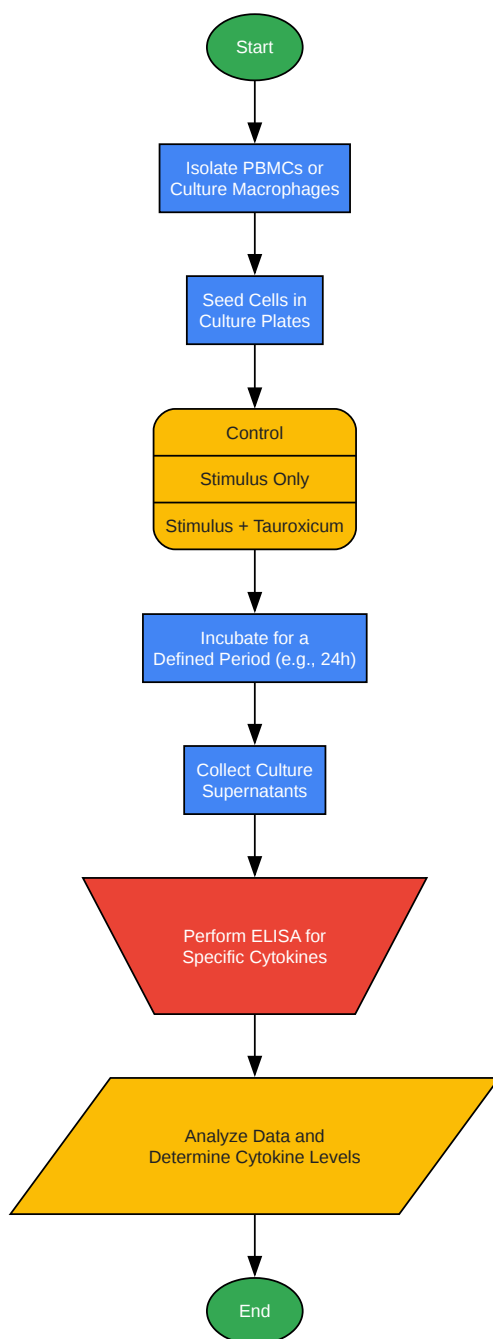 Start
Isolate PBMCs or
Culture Macrophages
Seed Cells in
Culture Plates
Control
Stimulus Only
Stimulus + Tauroxicum
Incubate for a
Defined Period (e.g., 24h)
Collect Culture
Supernatants
Perform ELISA for
Specific Cytokines
Analyze Data and
Determine Cytokine Levels
End